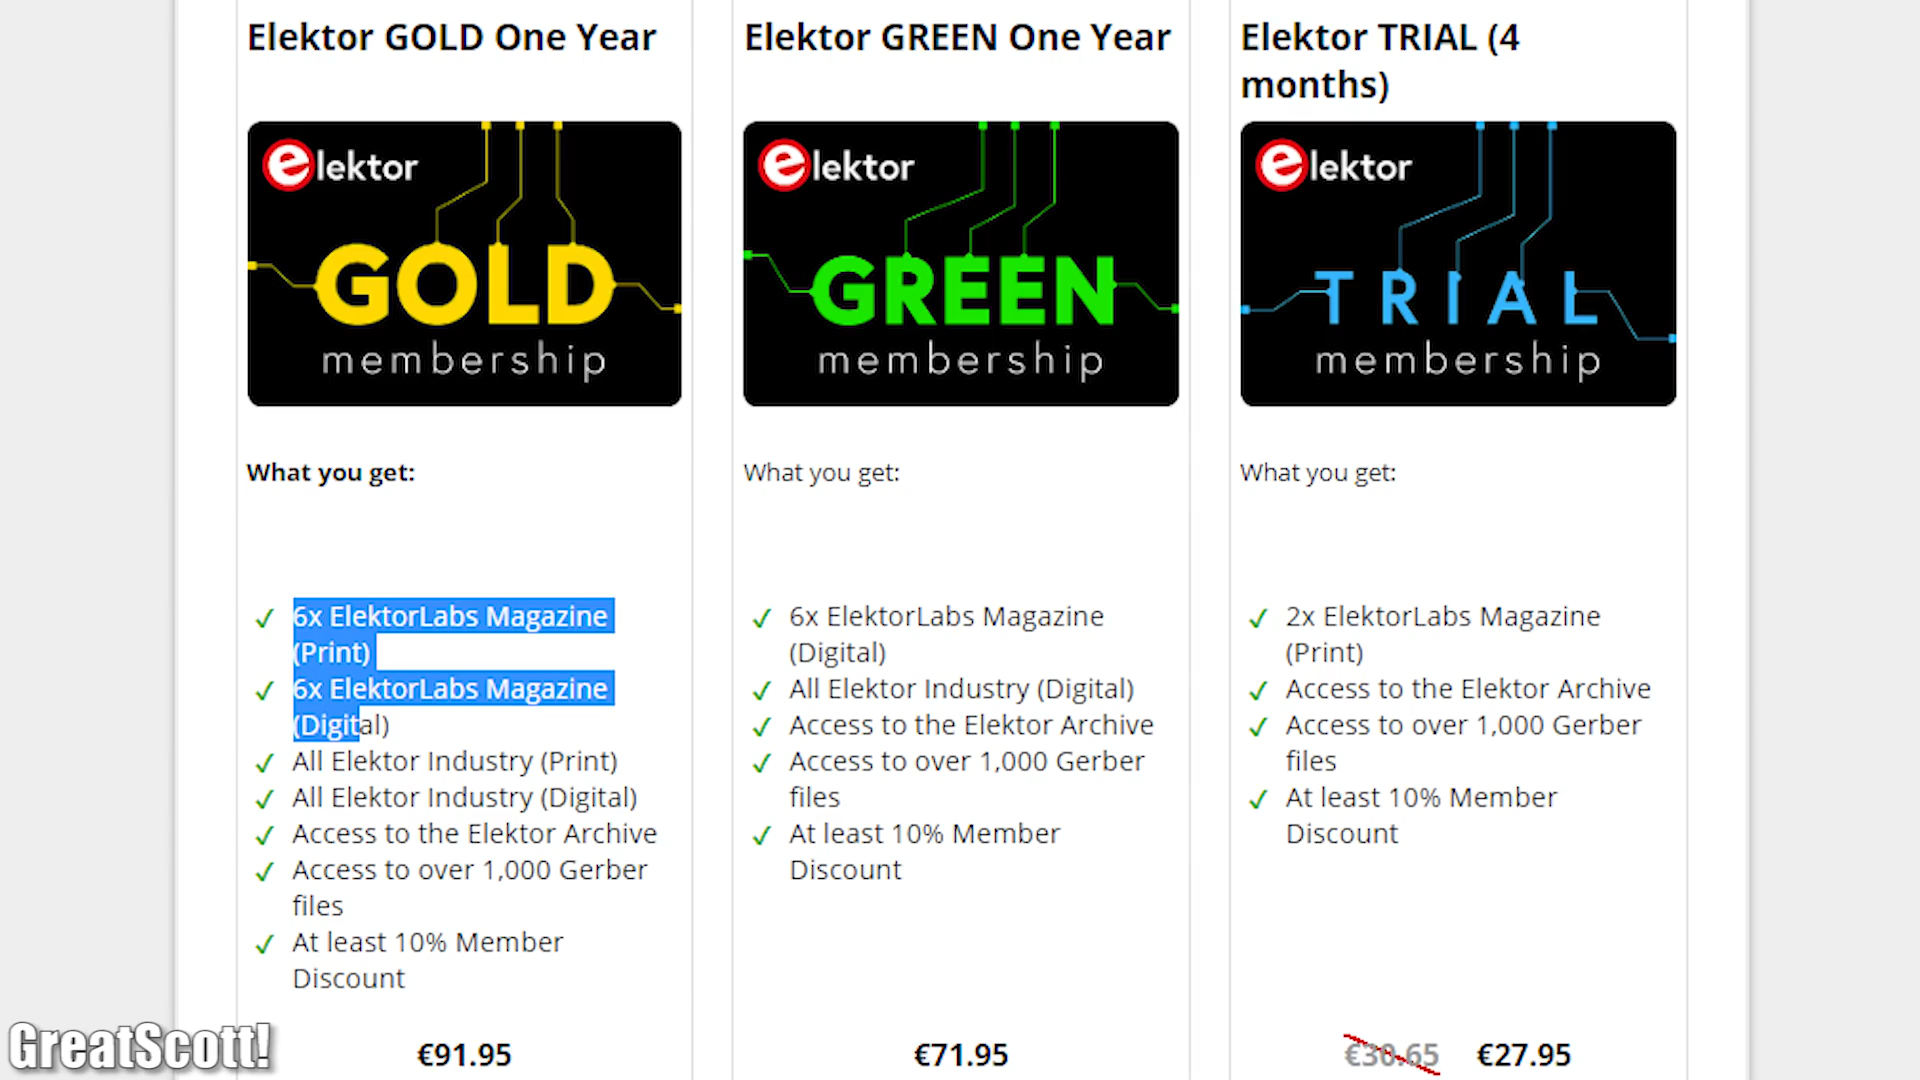 Elektor GOLD One Year
elektor
GOLD
membership
What you get:
6x ElektorLabs Magazine
(Print)
6x ElektorLabs Magazine
(Digital)
All Elektor Industry (Print)
All Elektor Industry (Digital)
Access to the Elektor Archive
Access to over 1,000 Gerber
files
At least 10% Member
Discount
€91.95
Elektor GREEN One Year
elektor
GREEN
membership
What you get:
6x ElektorLabs Magazine
(Digital)
All Elektor Industry (Digital)
Access to the Elektor Archive
Access to over 1,000 Gerber
files
At least 10% Member
Discount
€71.95
Elektor TRIAL (4
months)
elektor
TRIAL
membership
What you get:
2x ElektorLabs Magazine
(Print)
Access to the Elektor Archive
Access to over 1,000 Gerber
files
At least 10% Member
Discount
€30.65 €27.95
GreatScott!